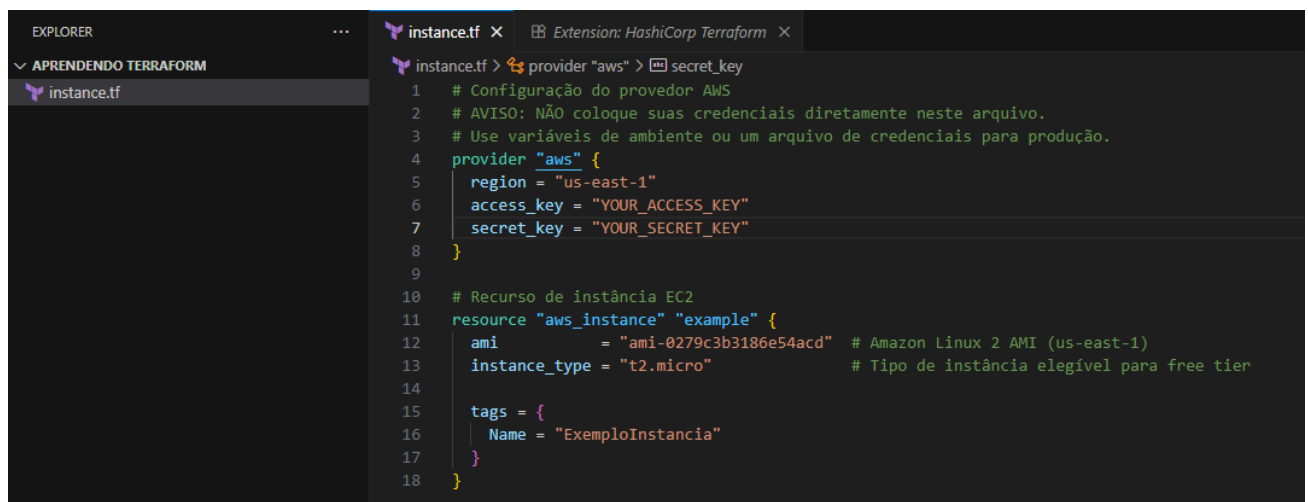 EXPLORER ...
APRENDENDO TERRAFORM
instance.tf
instance.tf × Extension: HashiCorp Terraform ×
instance.tf > provider "aws" > abc secret_key
1 # Configuração do provedor AWS
2 # AVISO: NÃO coloque suas credenciais diretamente neste arquivo.
3 # Use variáveis de ambiente ou um arquivo de credenciais para produção.
4 provider "aws" {
5   region = "us-east-1"
6   access_key = "YOUR_ACCESS_KEY"
7   secret_key = "YOUR_SECRET_KEY"
8 }
9
10 # Recurso de instância EC2
11 resource "aws_instance" "example" {
12   ami           = "ami-0279c3b3186e54acd"  # Amazon Linux 2 AMI (us-east-1)
13   instance_type = "t2.micro"               # Tipo de instância elegível para free tier
14
15   tags = {
16     Name = "ExemploInstancia"
17   }
18 }